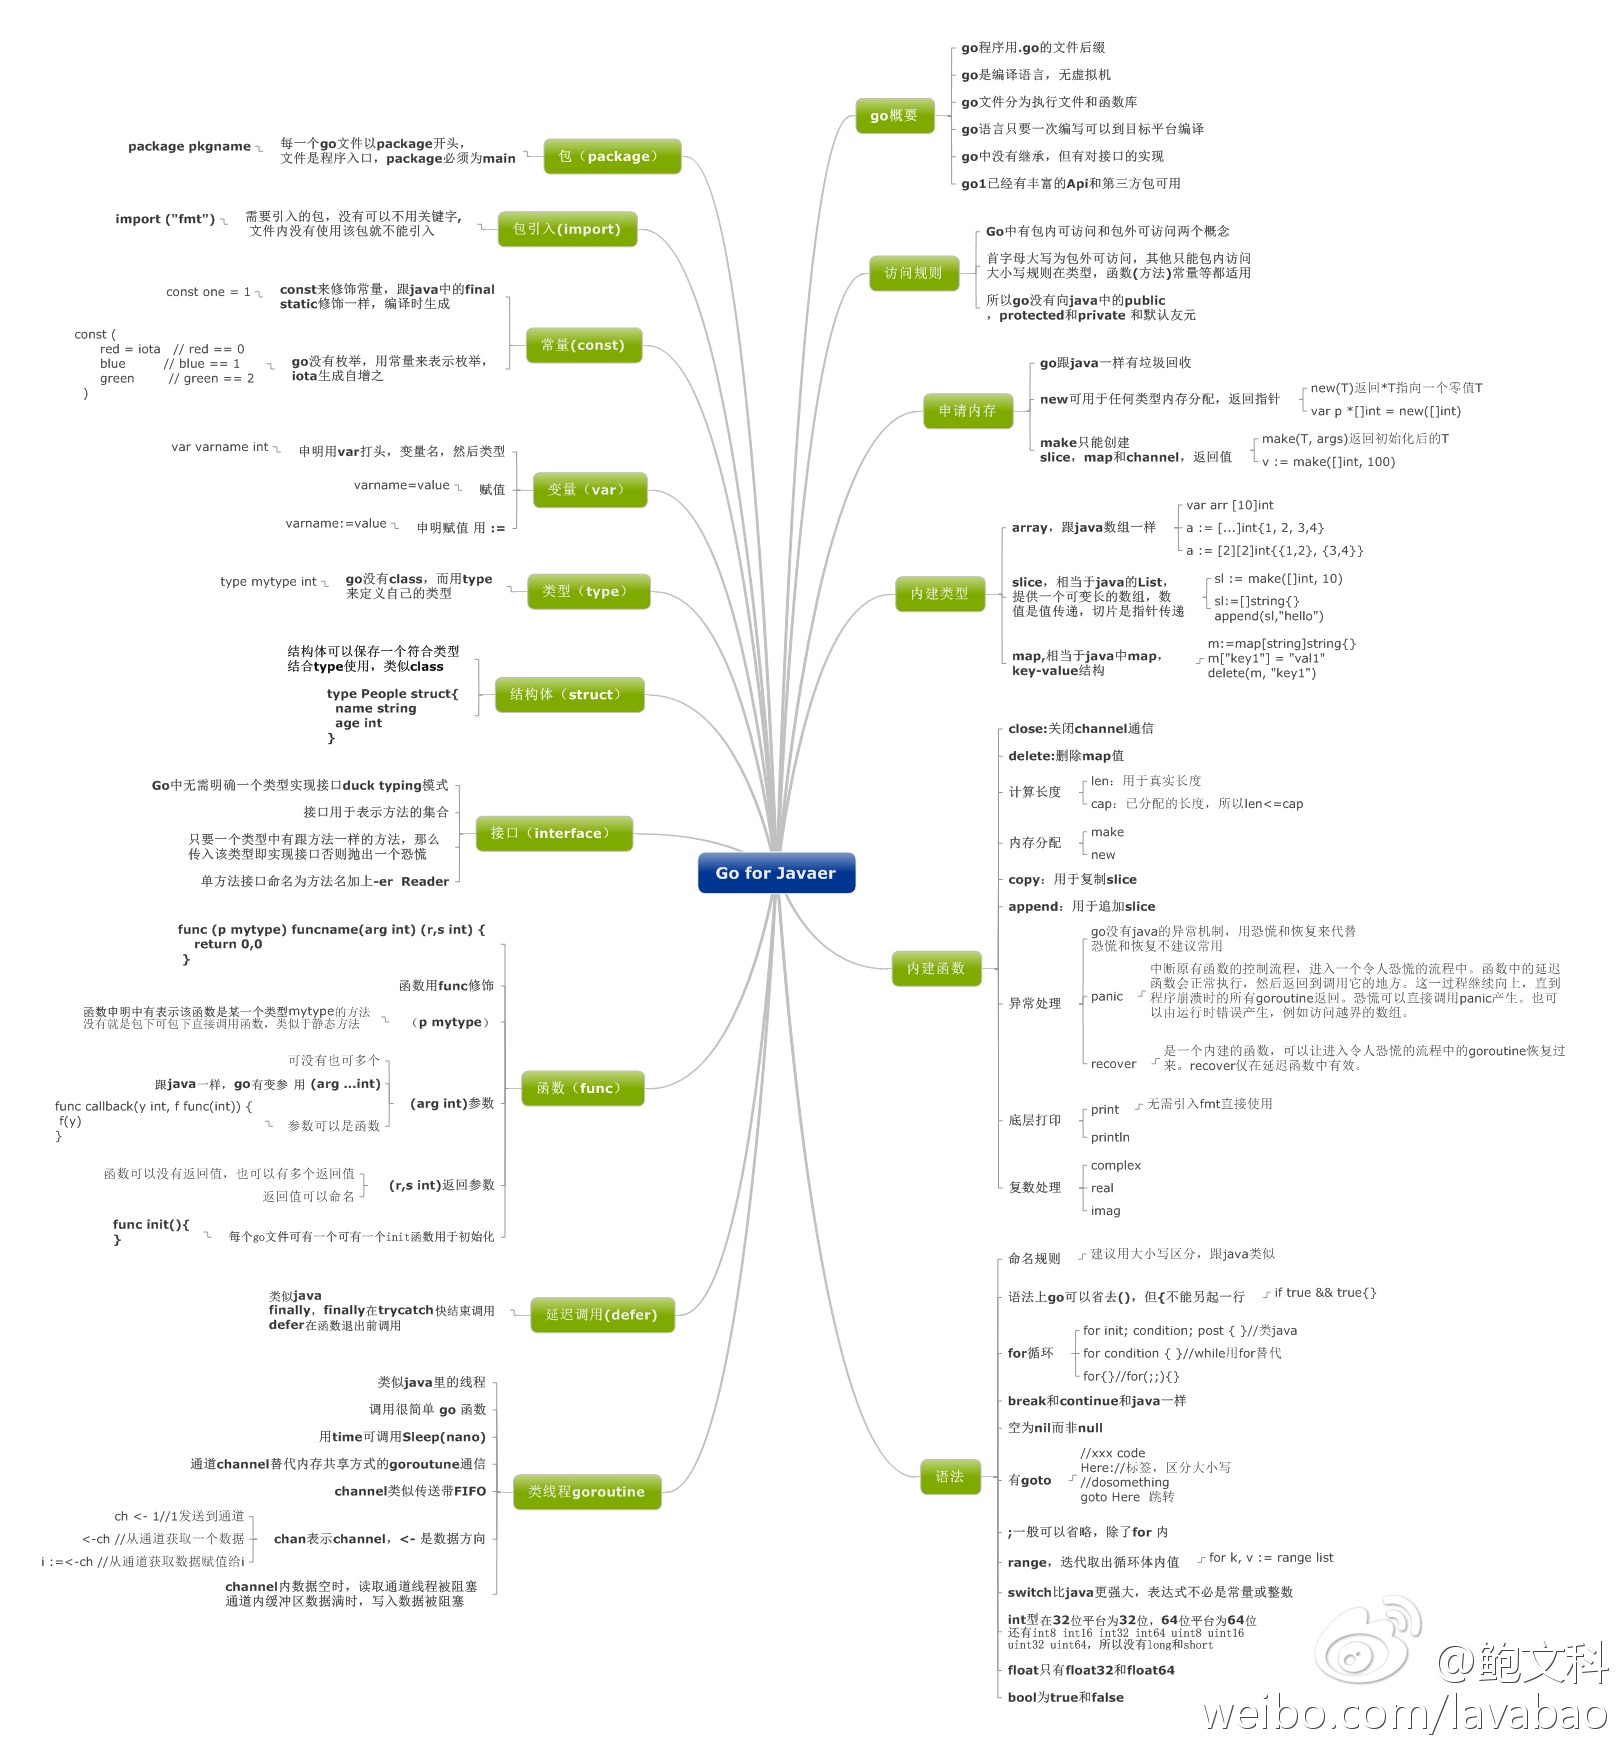 Go for Javaer
go概要
go程序用.go的文件后缀
go是编译语言，无虚拟机
go文件分为执行文件和函数库
go语言只要一次编写可以到目标平台编译
go中没有继承，但有对接口的实现
go1已经有丰富的Api和第三方包可用
访问规则
Go中有包内可访问和包外可访问两个概念
首字母大写为包外可访问，其他只能包内访问
大小写规则在类型，函数(方法)常量等都适用
所以go没有向java中的public
，protected和private 和默认友元
申请内存
go跟java一样有垃圾回收
new可用于任何类型内存分配，返回指针
new(T)返回*T指向一个零值T
var p *[]int = new([]int)
make只能创建
slice，map和channel，返回值
make(T, args)返回初始化后的T
v := make([]int, 100)
内建类型
array，跟java数组一样
var arr [10]int
a := [...]int{1, 2, 3,4}
a := [2][2]int{{1,2}, {3,4}}
slice，相当于java的List，
提供一个可变长的数组，数
值是值传递，切片是指针传递
sl := make([]int, 10)
sl:=[]string{}
append(sl,"hello")
map,相当于java中map，
key-value结构
m:=map[string]string{}
m["key1"] = "val1"
delete(m, "key1")
内建函数
close:关闭channel通信
delete:删除map值
计算长度
len：用于真实长度
cap：已分配的长度，所以len<=cap
内存分配
make
new
copy：用于复制slice
append：用于追加slice
异常处理
go没有java的异常机制，用恐慌和恢复来代替
恐慌和恢复不建议常用
panic
中断原有函数的控制流程，进入一个令人恐慌的流程中。函数中的延迟
函数会正常执行，然后返回到调用它的地方。这一过程继续向上，直到
程序崩溃时的所有goroutine返回。恐慌可以直接调用panic产生。也可
以由运行时错误产生，例如访问越界的数组。
recover
是一个内建的函数，可以让进入令人恐慌的流程中的goroutine恢复过
来。recover仅在延迟函数中有效。
底层打印
print
无需引入fmt直接使用
println
复数处理
complex
real
imag
语法
命名规则
建议用大小写区分，跟java类似
语法上go可以省去()，但{不能另起一行
if true && true{}
for循环
for init; condition; post { }//类java
for condition { }//while用for替代
for{}//for(;;){}
break和continue和java一样
空为nil而非null
有goto
//xxx code
Here://标签，区分大小写
//dosomething
goto Here 跳转
;一般可以省略，除了for 内
range，迭代取出循环体内值
for k, v := range list
switch比java更强大，表达式不必是常量或整数
int型在32位平台为32位，64位平台为64位
还有int8 int16 int32 int64 uint8 uint16
uint32 uint64，所以没有long和short
float只有float32和float64
bool为true和false
包（package）
每一个go文件以package开头，
文件是程序入口，package必须为main
package pkgname
包引入(import)
需要引入的包，没有可以不用关键字,
文件内没有使用该包就不能引入
import ("fmt")
常量(const)
const来修饰常量，跟java中的final
static修饰一样，编译时生成
const one = 1
go没有枚举，用常量来表示枚举，
iota生成自增之
const (
red = iota // red == 0
blue // blue == 1
green // green == 2
)
变量（var）
申明用var打头，变量名，然后类型
var varname int
赋值
varname=value
申明赋值 用 :=
varname:=value
类型（type）
go没有class，而用type
来定义自己的类型
type mytype int
结构体（struct）
结构体可以保存一个符合类型
结合type使用，类似class
type People struct{
name string
age int
}
接口（interface）
Go中无需明确一个类型实现接口duck typing模式
接口用于表示方法的集合
只要一个类型中有跟方法一样的方法，那么
传入该类型即实现接口否则抛出一个恐慌
单方法接口命名为方法名加上-er Reader
函数（func）
func (p mytype) funcname(arg int) (r,s int) {
return 0,0
}
函数用func修饰
（p mytype）
函数申明中有表示该函数是某一个类型mytype的方法
没有就是包下可包下直接调用函数，类似于静态方法
(arg int)参数
可没有也可多个
跟java一样，go有变参 用 (arg ...int)
参数可以是函数
func callback(y int, f func(int)) {
f(y)
}
(r,s int)返回参数
函数可以没有返回值，也可以有多个返回值
返回值可以命名
每个go文件可有一个可有一个init函数用于初始化
func init(){
}
延迟调用(defer)
类似java
finally，finally在trycatch快结束调用
defer在函数退出前调用
类线程goroutine
类似java里的线程
调用很简单 go 函数
用time可调用Sleep(nano)
通道channel替代内存共享方式的goroutune通信
channel类似传送带FIFO
chan表示channel，<- 是数据方向
ch <- 1//1发送到通道
<-ch //从通道获取一个数据
i :=<-ch //从通道获取数据赋值给i
channel内数据空时，读取通道线程被阻塞
通道内缓冲区数据满时，写入数据被阻塞
@鲍文科
weibo.com/lavabao